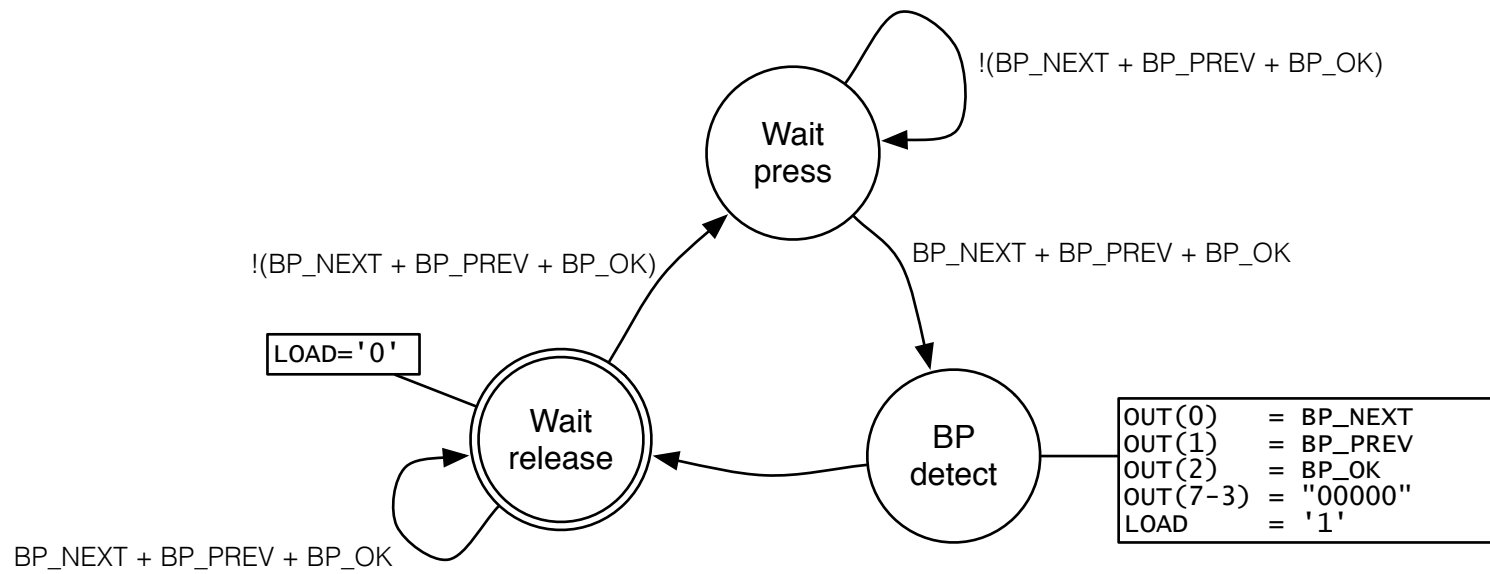 !(BP_NEXT + BP_PREV + BP_OK)
Wait
press
!(BP_NEXT + BP_PREV + BP_OK)
BP_NEXT + BP_PREV + BP_OK
LOAD='0'
Wait
release
BP
detect
OUT(0)   = BP_NEXT
OUT(1)   = BP_PREV
OUT(2)   = BP_OK
OUT(7-3) = "00000"
LOAD     = '1'
BP_NEXT + BP_PREV + BP_OK